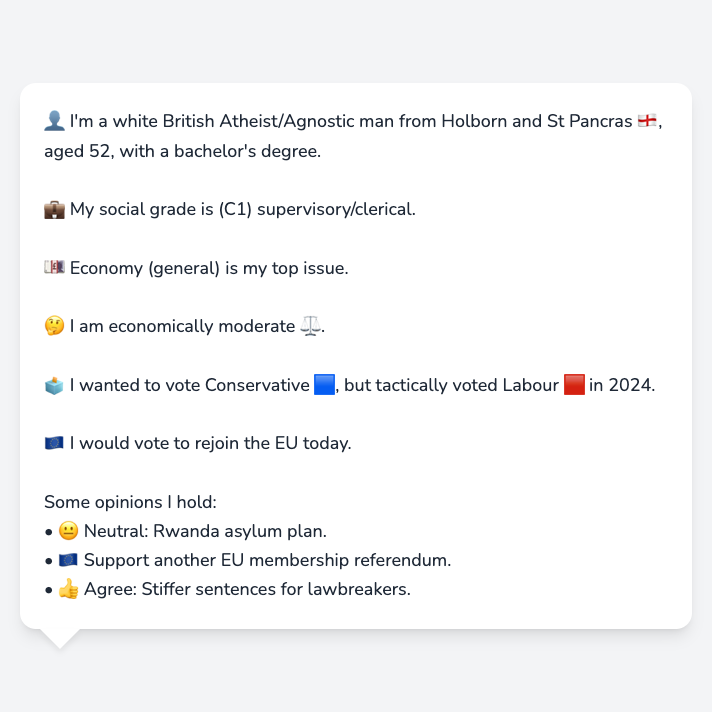 👤 I'm a white British Atheist/Agnostic man from Holborn and St Pancras 🏴󠁧󠁢󠁥󠁮󠁧󠁿,
aged 52, with a bachelor's degree.
💼 My social grade is (C1) supervisory/clerical.
💷 Economy (general) is my top issue.
🤔 I am economically moderate ⚖️.
🗳️ I wanted to vote Conservative 🟦, but tactically voted Labour 🟥 in 2024.
🇪🇺 I would vote to rejoin the EU today.
Some opinions I hold:
• 😐 Neutral: Rwanda asylum plan.
• 🇪🇺 Support another EU membership referendum.
• 👍 Agree: Stiffer sentences for lawbreakers.